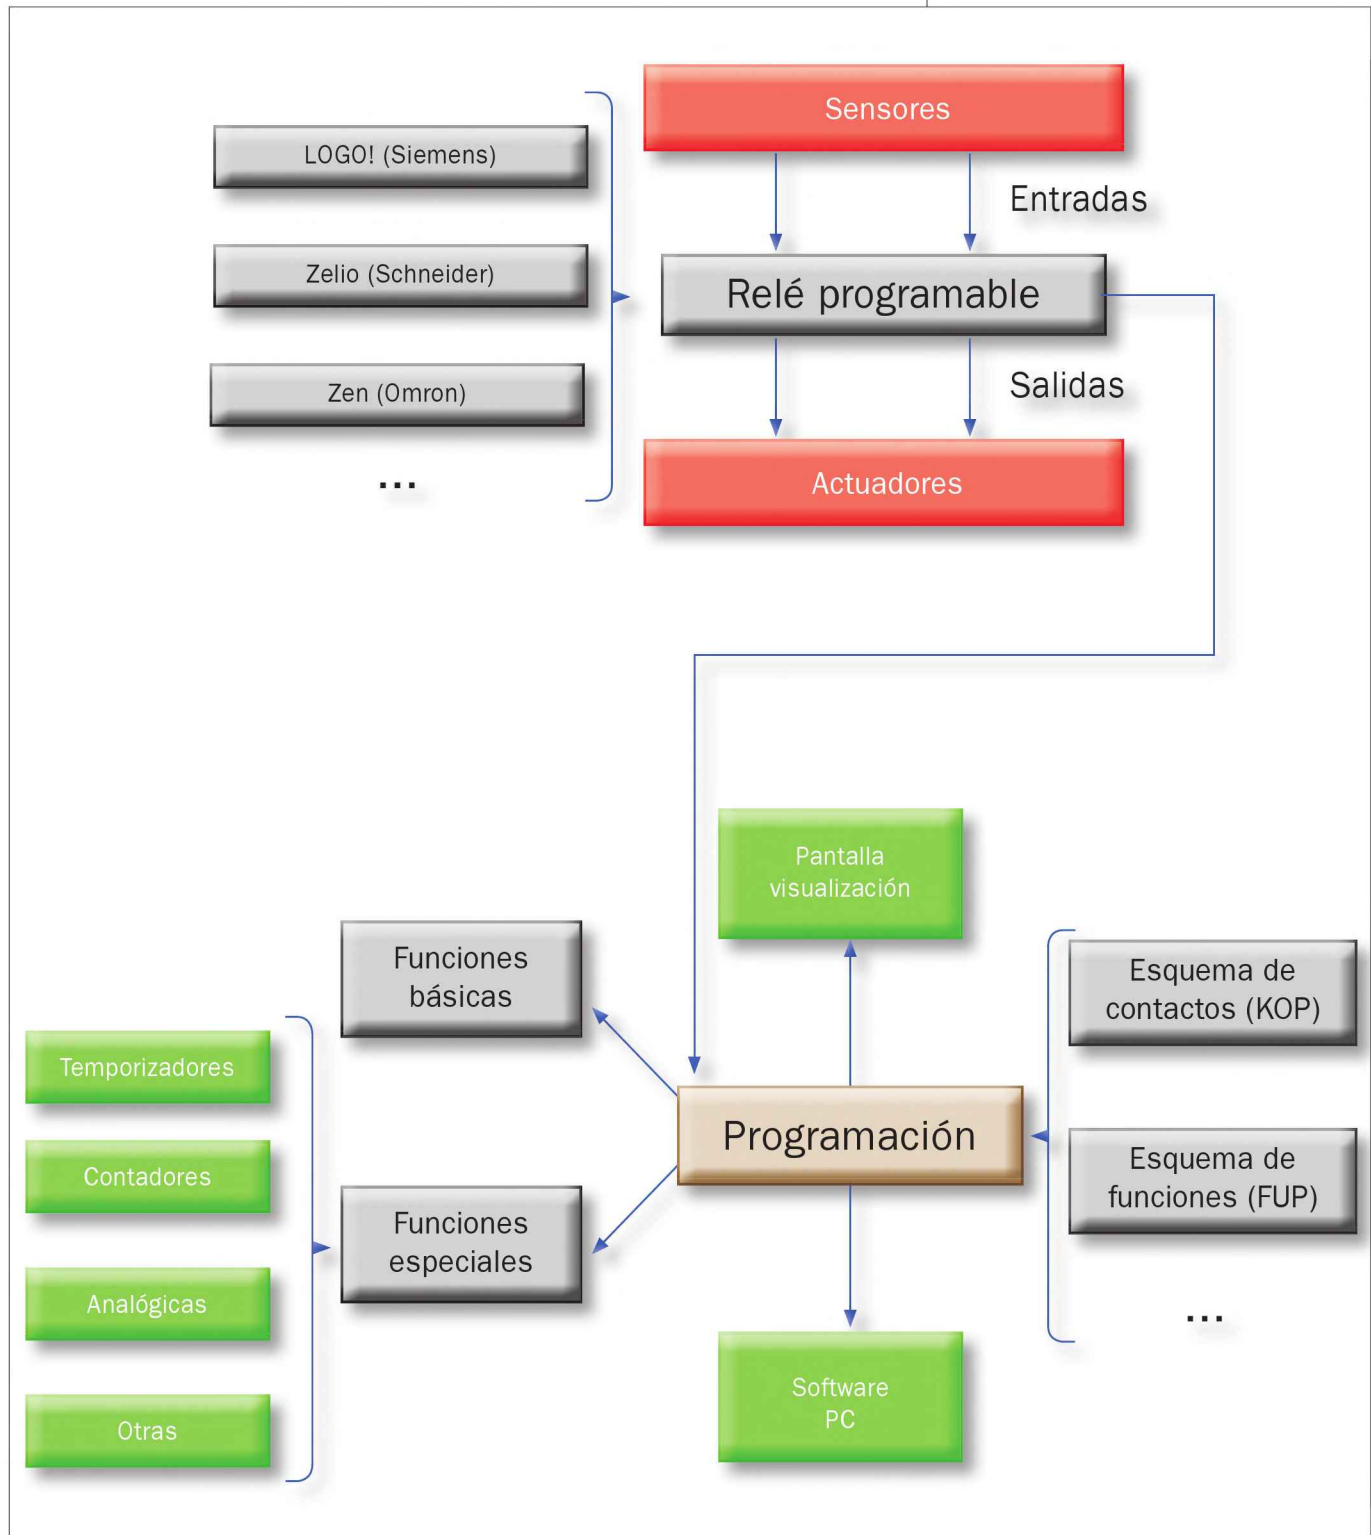 Sensores
LOGO! (Siemens)
Entradas
Zelio (Schneider)
Relé programable
Zen (Omron)
Salidas
...
Actuadores
Pantalla
visualización
Funciones
básicas
Esquema de
contactos (KOP)
Temporizadores
Programación
Contadores
Esquema de
funciones (FUP)
Funciones
especiales
Analógicas
...
Otras
Software
PC